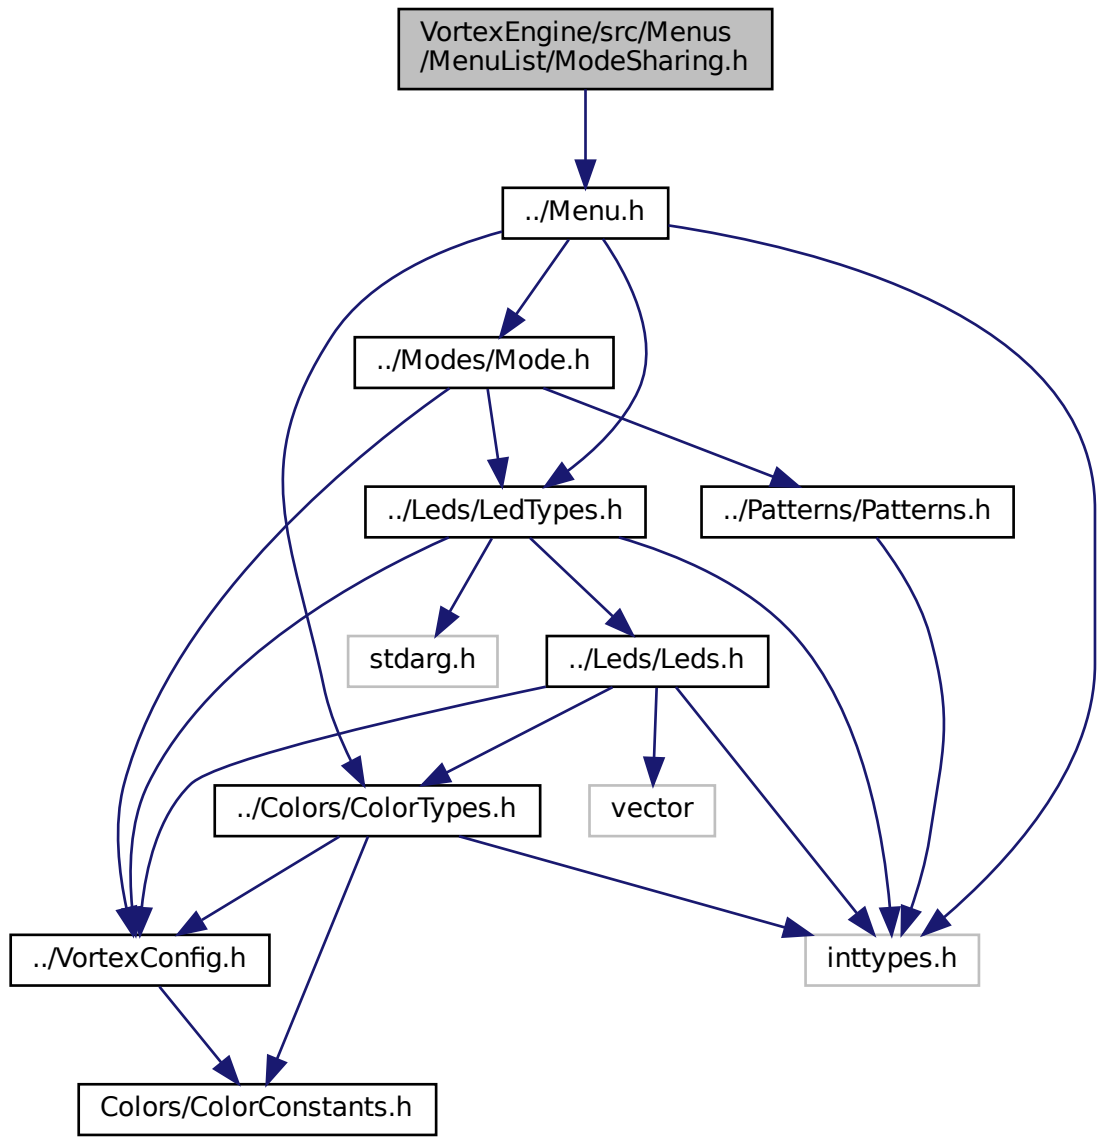 VortexEngine/src/Menus
/MenuList/ModeSharing.h
../Menu.h
../Modes/Mode.h
../Leds/LedTypes.h
../Patterns/Patterns.h
stdarg.h
../Leds/Leds.h
../Colors/ColorTypes.h
vector
../VortexConfig.h
inttypes.h
Colors/ColorConstants.h